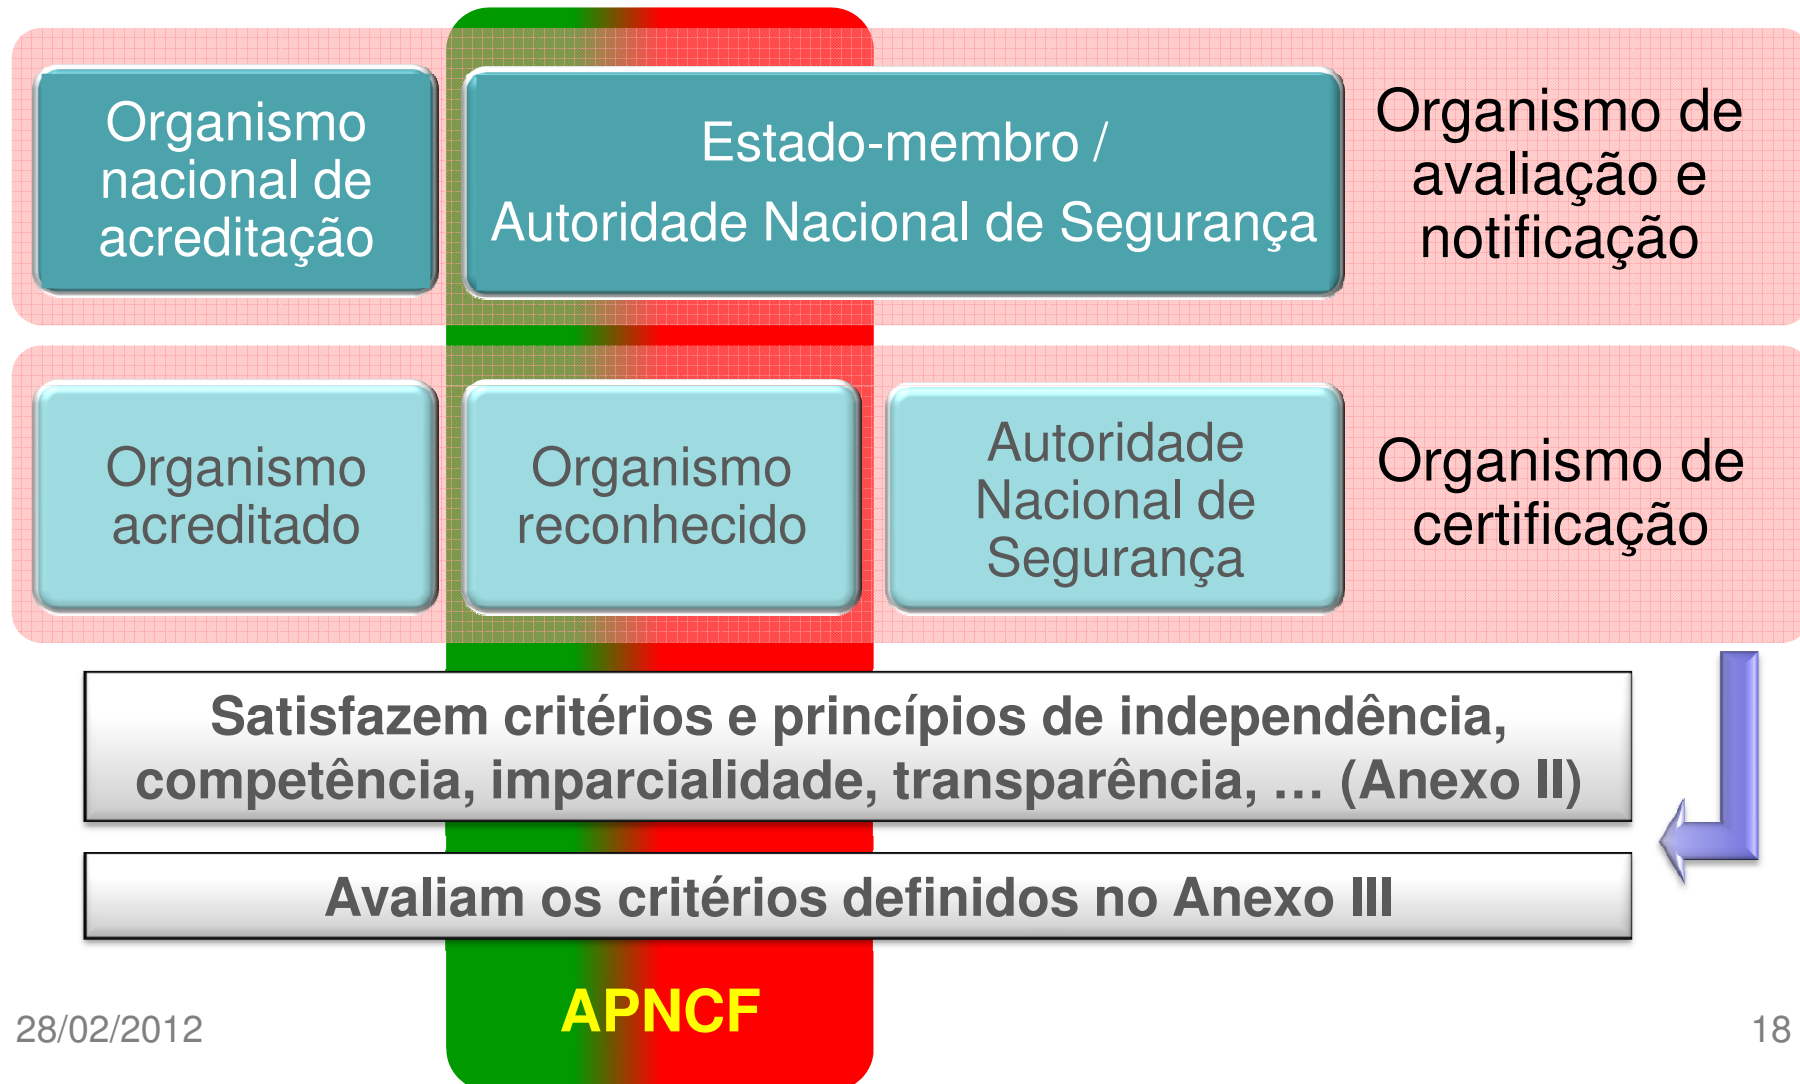 Organismo
nacional de
acreditação
Estado-membro /
Autoridade Nacional de Segurança
Organismo de
avaliação e
notificação
Organismo
acreditado
Organismo
reconhecido
Autoridade
Nacional de
Segurança
Organismo de
certificação
Satisfazem critérios e princípios de independência,
competência, imparcialidade, transparência, … (Anexo II)
Avaliam os critérios definidos no Anexo III
APNCF
28/02/2012
18